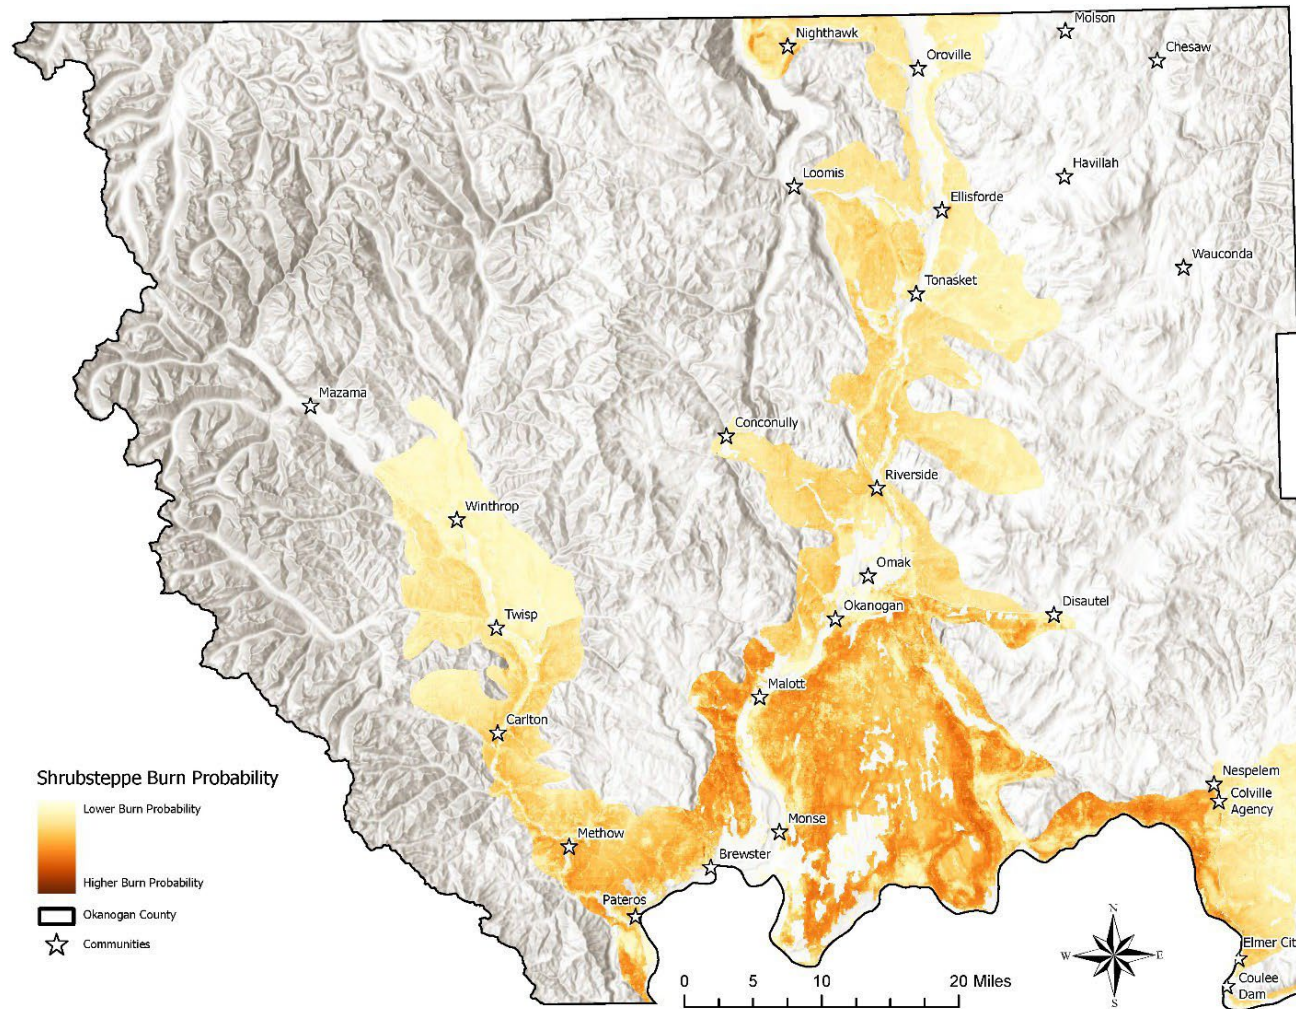 Molson
Nighthawk
Chesaw
Oroville
Havillah
Loomis
Ellisforde
Wauconda
Tonasket
Mazama
Conconully
Riverside
Winthrop
Omak
Disautel
Okanogan
Twisp
Malott
Carlton
Shrubsteppe Burn Probability
Nespelem
Lower Burn Probability
Colville
Agency
Monse
Methow
Brewster
Higher Burn Probability
Pateros
Okanogan County
N
Communities
Elmer Cit
W
E
0 10 20 Miles
Coulee
Dam
S